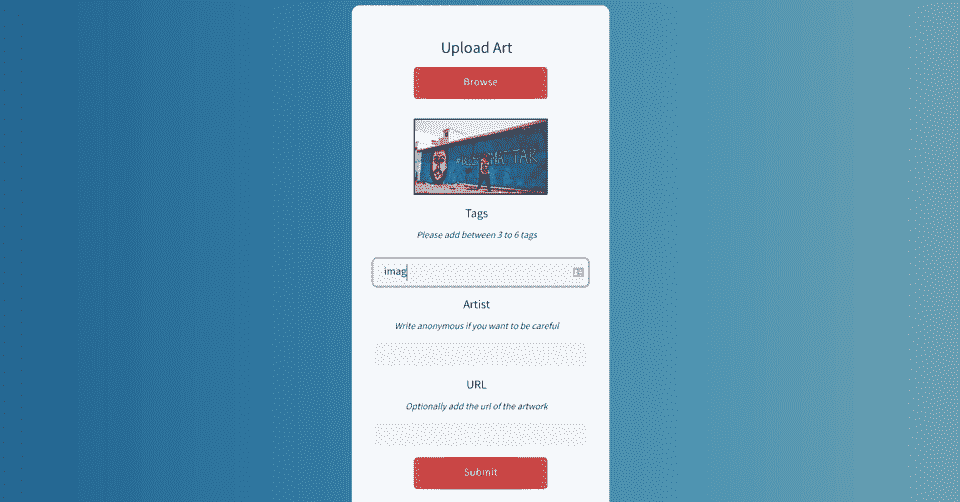 Upload Art
Browse
Tags
Please add between 3 to 6 tags
imag
Artist
Write anonymous if you want to be careful
URL
Optionally add the url of the artwork
Submit